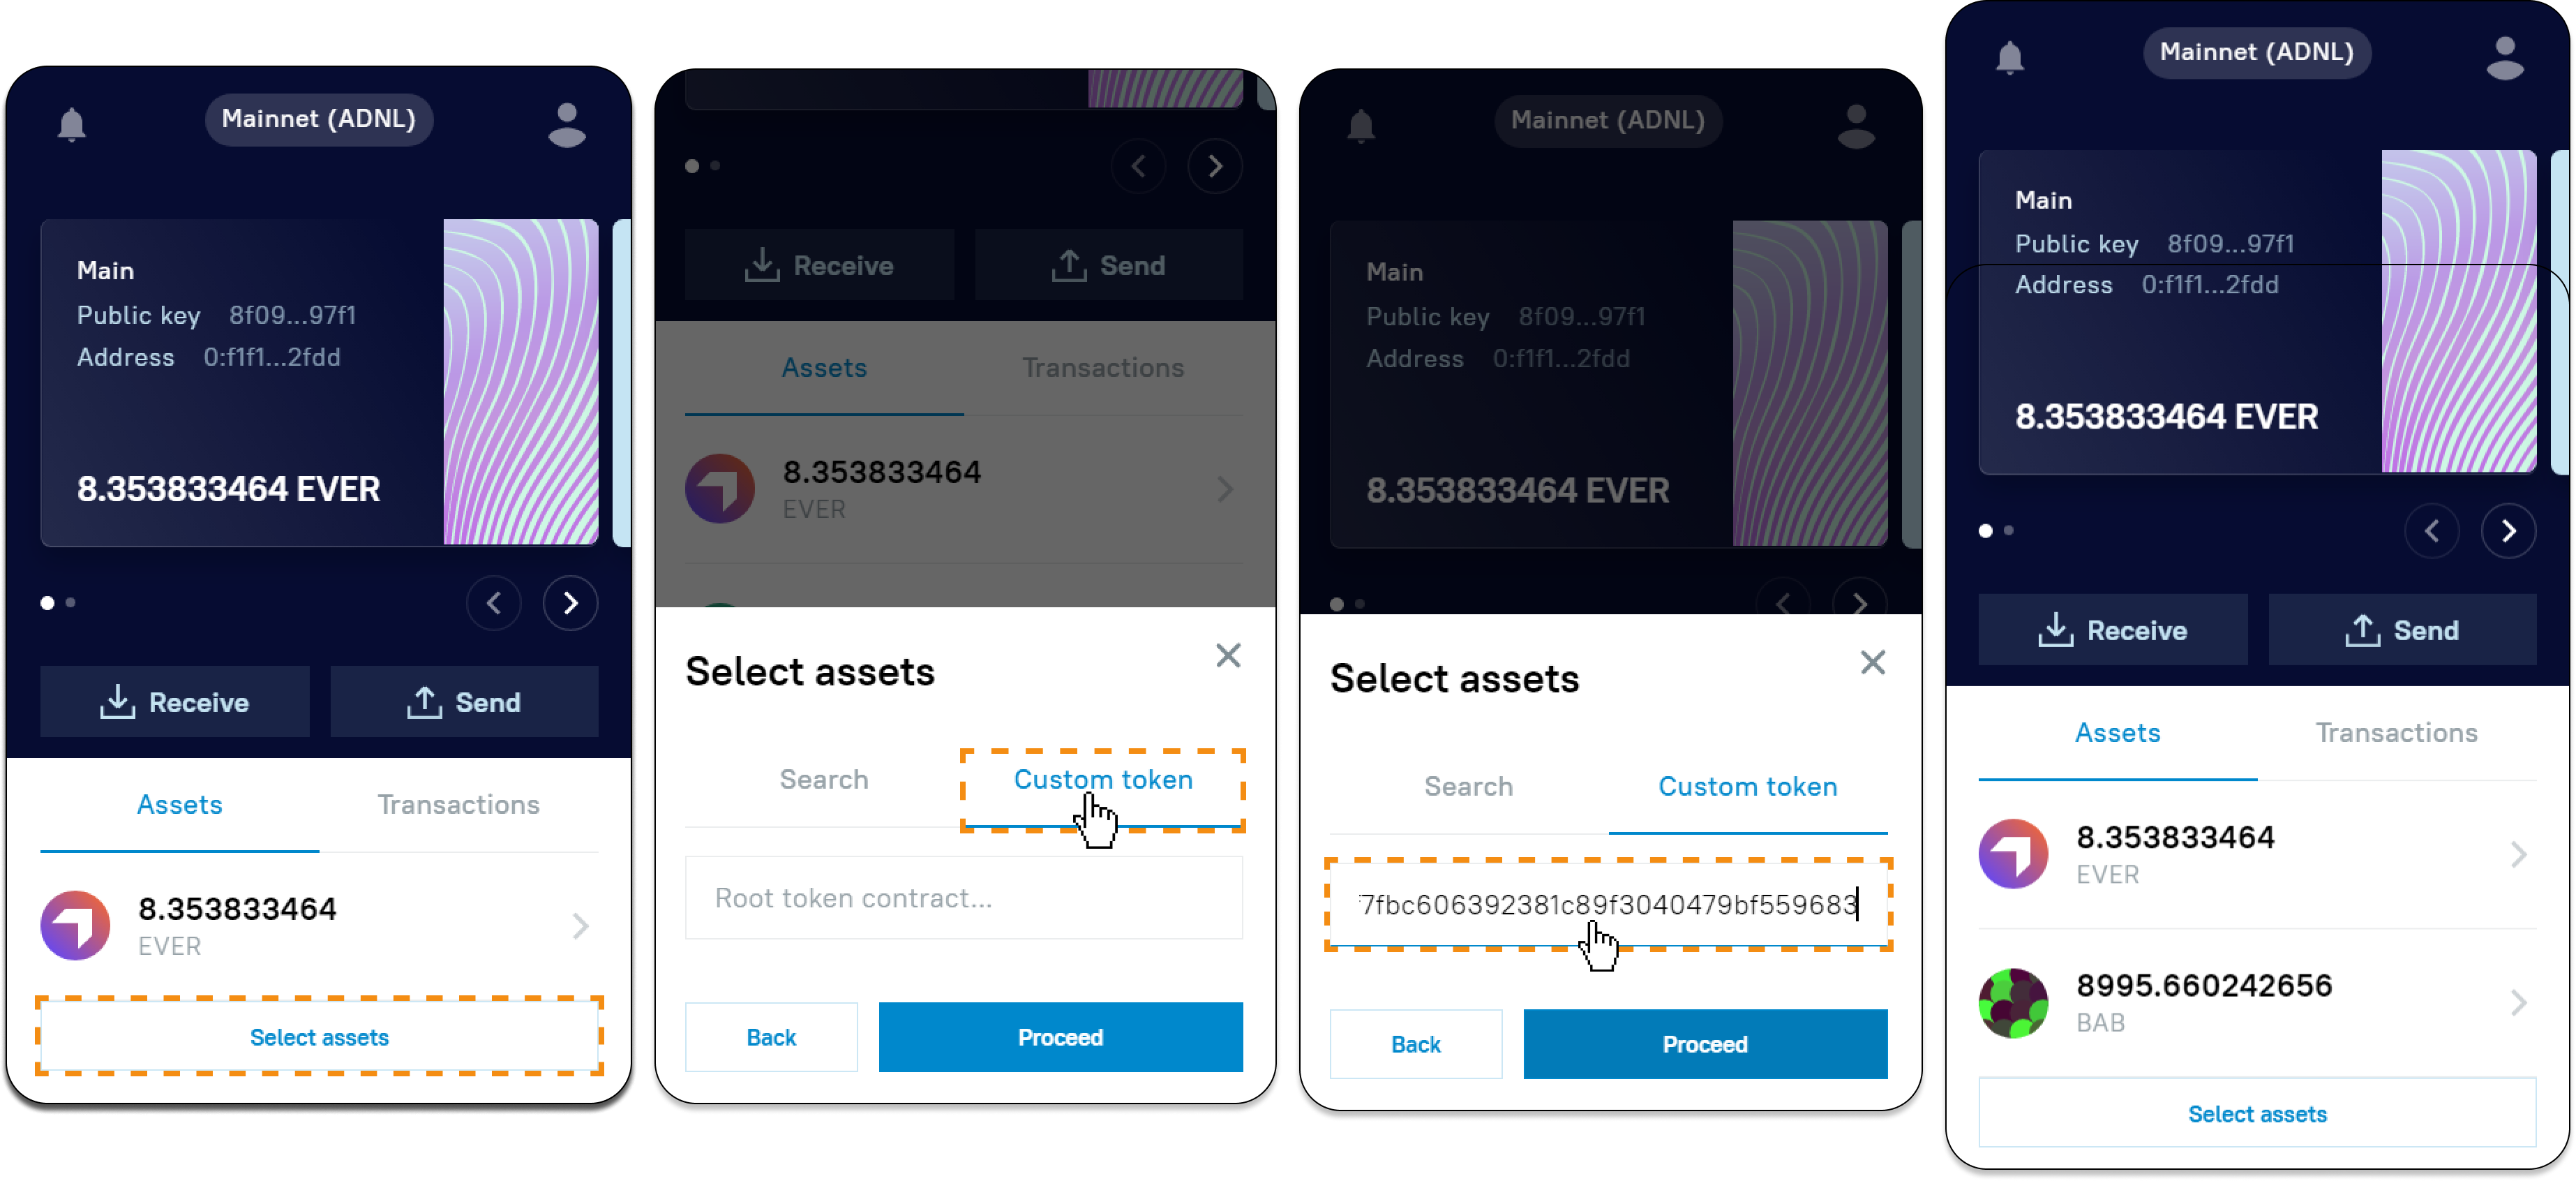 Mainnet (ADNL)
Main
Public key 8f09...97f1
Address 0:f1f1...2fdd
8.353833464 EVER
Receive
Send
Assets
Transactions
8.353833464
EVER
Select assets
Receive
Send
Assets
Transactions
8.353833464
EVER
Select assets
Search
Custom token
Root token contract...
Back
Proceed
Mainnet (ADNL)
Main
Public key 8f09...97f1
Address 0:f1f1...2fdd
8.353833464 EVER
Select assets
Search
Custom token
7fbc606392381c89f3040479bf559683
Back
Proceed
Mainnet (ADNL)
Main
Public key 8f09...97f1
Address 0:f1f1...2fdd
8.353833464 EVER
Receive
Send
Assets
Transactions
8.353833464
EVER
8995.660242656
BAB
Select assets